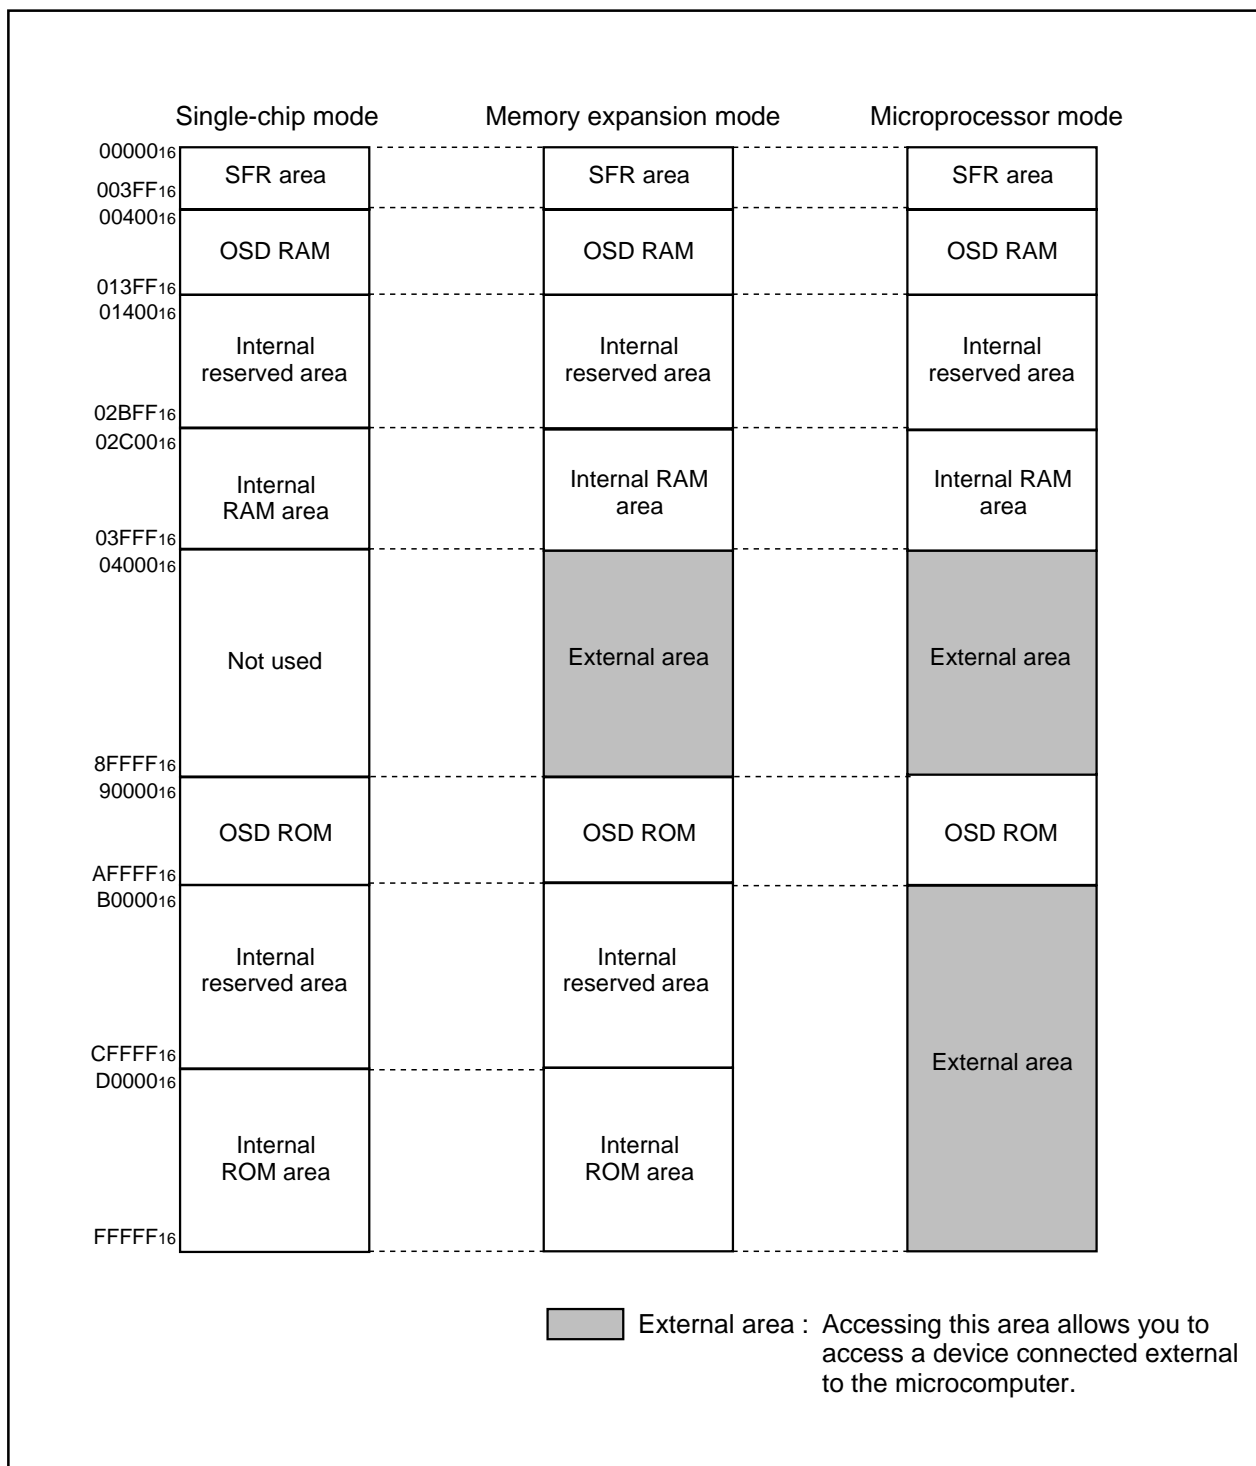 Single-chip mode
Memory expansion mode
Microprocessor mode
0000016
SFR area
SFR area
SFR area
003FF16
0040016
OSD RAM
OSD RAM
OSD RAM
013FF16
0140016
Internal
reserved area
Internal
reserved area
Internal
reserved area
02BFF16
02C0016
Internal
RAM area
Internal RAM
area
Internal RAM
area
03FFF16
0400016
Not used
External area
External area
8FFFF16
9000016
OSD ROM
OSD ROM
OSD ROM
AFFFF16
B000016
Internal
reserved area
Internal
reserved area
External area
CFFFF16
D000016
Internal
ROM area
Internal
ROM area
FFFFF16
External area : Accessing this area allows you to
access a device connected external
to the microcomputer.